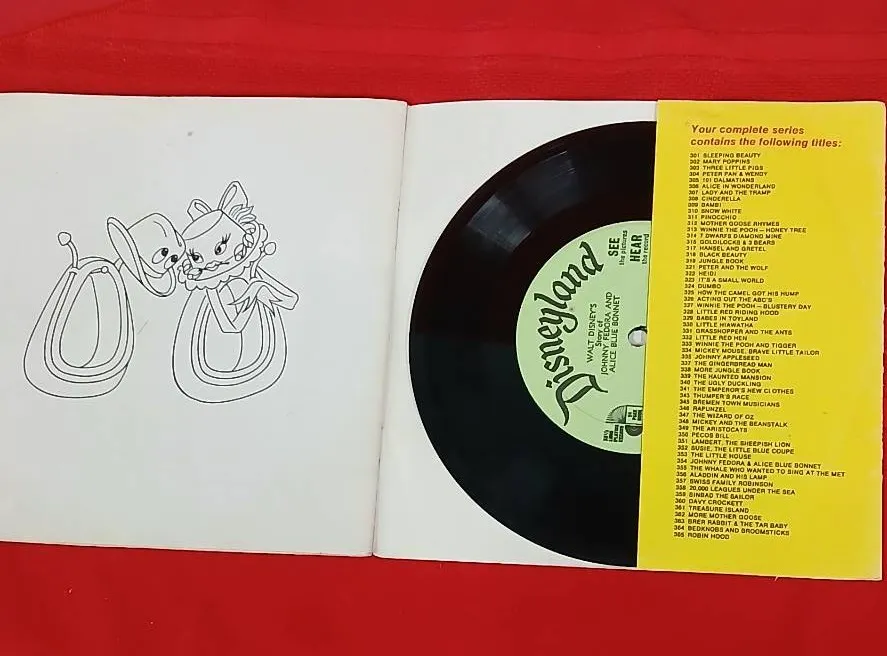 Disneyland
WALT DISNEY'S
Story of
JOHNNY FEDORA AND
ALICE BLUE BONNET
SEE
the pictures
HEAR
the record
Your complete series
contains the following titles:
301 SLEEPING BEAUTY
302 MARY POPPINS
303 THREE LITTLE PIGS
304 PETER PAN & WENDY
305 101 DALMATIANS
306 ALICE IN WONDERLAND
307 LADY AND THE TRAMP
308 CINDERELLA
309 BAMBI
310 SNOW WHITE
311 PINOCCHIO
312 MOTHER GOOSE RHYMES
313 WINNIE THE POOH — HONEY TREE
314 7 DWARFS DIAMOND MINE
315 GOLDILOCKS & 3 BEARS
317 HANSEL AND GRETEL
318 BLACK BEAUTY
319 JUNGLE BOOK
321 PETER AND THE WOLF
322 HEIDI
323 IT'S A SMALL WORLD
324 DUMBO
325 HOW THE CAMEL GOT HIS HUMP
326 ACTING OUT THE ABC'S
327 WINNIE THE POOH — BLUSTERY DAY
328 LITTLE RED RIDING HOOD
329 BABES IN TOYLAND
330 LITTLE HIAWATHA
331 GRASSHOPPER AND THE ANTS
332 LITTLE RED HEN
333 WINNIE THE POOH AND TIGGER
334 MICKEY MOUSE, BRAVE LITTLE TAILOR
335 JOHNNY APPLESEED
337 THE GINGERBREAD MAN
338 MORE JUNGLE BOOK
339 THE HAUNTED MANSION
340 THE UGLY DUCKLING
341 THE EMPEROR'S NEW CLOTHES
343 THUMPER'S RACE
345 BREMEN TOWN MUSICIANS
346 RAPUNZEL
347 THE WIZARD OF OZ
348 MICKEY AND THE BEANSTALK
349 THE ARISTOCATS
350 PECOS BILL
351 LAMBERT, THE SHEEPISH LION
352 SUSIE, THE LITTLE BLUE COUPE
353 THE LITTLE HOUSE
354 JOHNNY FEDORA & ALICE BLUE BONNET
355 THE WHALE WHO WANTED TO SING AT THE MET
356 ALADDIN AND HIS LAMP
357 SWISS FAMILY ROBINSON
358 20,000 LEAGUES UNDER THE SEA
359 SINBAD THE SAILOR
360 DAVY CROCKETT
361 TREASURE ISLAND
362 MORE MOTHER GOOSE
363 BRER RABBIT & THE TAR BABY
364 BEDKNOBS AND BROOMSTICKS
365 ROBIN HOOD